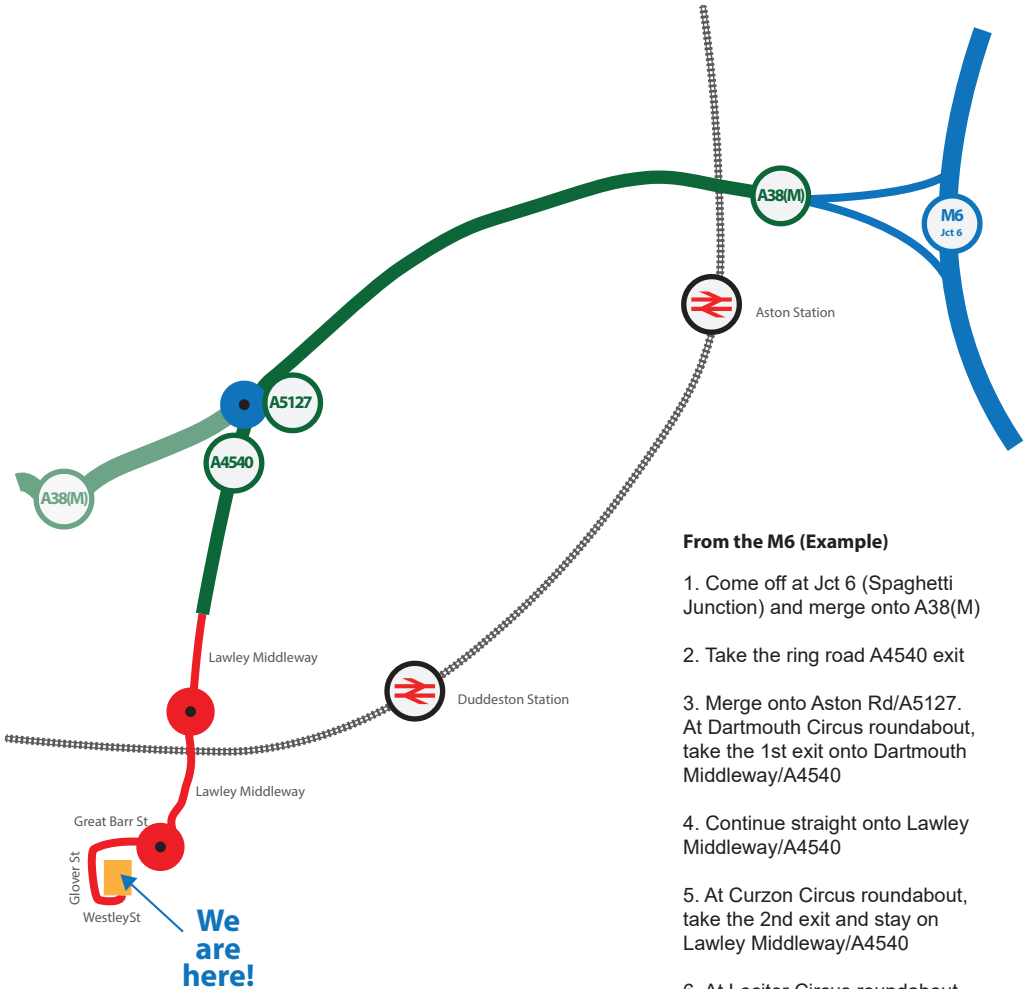 A38(M)
M6
Jct 6
Aston Station
A5127
A4540
A38(M)
Lawley Middleway
Duddeston Station
Lawley Middleway
Great Barr St
Glover St
WestleySt
We
are
here!
From the M6 (Example)
1. Come off at Jct 6 (Spaghetti
Junction) and merge onto A38(M)
2. Take the ring road A4540 exit
3. Merge onto Aston Rd/A5127.
At Dartmouth Circus roundabout,
take the 1st exit onto Dartmouth
Middleway/A4540
4. Continue straight onto Lawley
Middleway/A4540
5. At Curzon Circus roundabout,
take the 2nd exit and stay on
Lawley Middleway/A4540